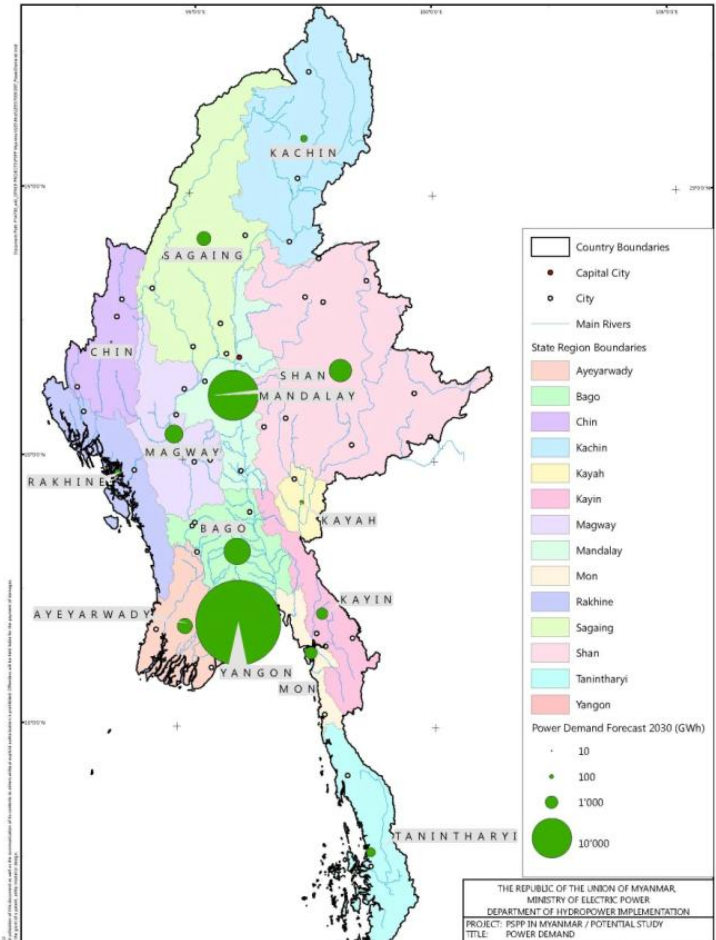 KACHIN
SAGAING
CHIN
SHAN
MANDALAY
MAGWAY
RAKHINE
KAYAH
BAGO
KAYIN
AYEYARWADY
YANGON
MON
TANINTHARYI
Country Boundaries
Capital City
City
Main Rivers
State Region Boundaries
Ayeyarwady
Bago
Chin
Kachin
Kayah
Kayin
Magway
Mandalay
Mon
Rakhine
Sagaing
Shan
Tanintharyi
Yangon
Power Demand Forecast 2030 (GWh)
10
100
1'000
10'000
THE REPUBLIC OF THE UNION OF MYANMAR,
MINISTRY OF ELECTRIC POWER
DEPARTMENT OF HYDROPOWER IMPLEMENTATION
PROJECT: PSPP IN MYANMAR / POTENTIAL STUDY
TITLE: POWER DEMAND